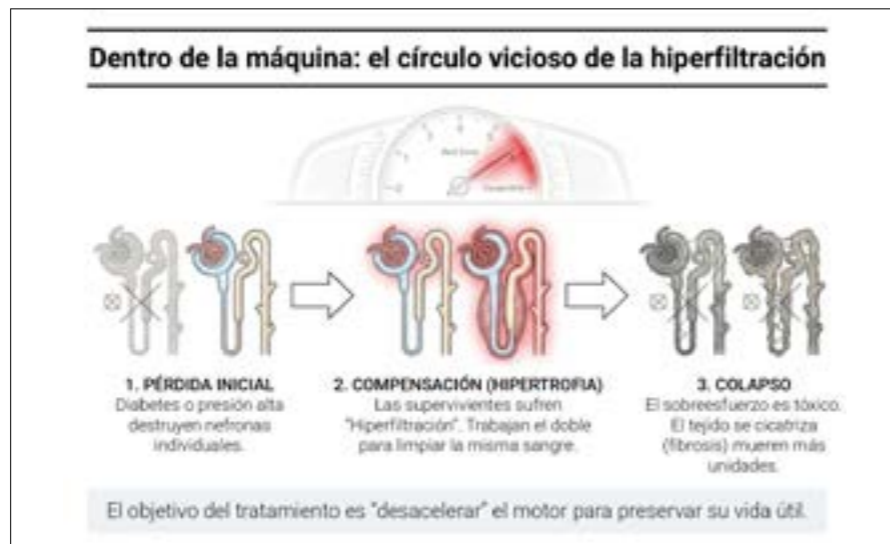 Dentro de la máquina: el círculo vicioso de la hiperfiltración
1. PÉRDIDA INICIAL
Diabetes o presión alta
destruyen nefronas
individuales.
2. COMPENSACIÓN (HIPERTROFIA)
Las supervivientes sufren
"Hiperfiltración". Trabajan el doble
para limpiar la misma sangre.
3. COLAPSO
El sobreesfuerzo es tóxico.
El tejido se cicatriza
(fibrosis) mueren más
unidades.
El objetivo del tratamiento es "desacelerar" el motor para preservar su vida útil.